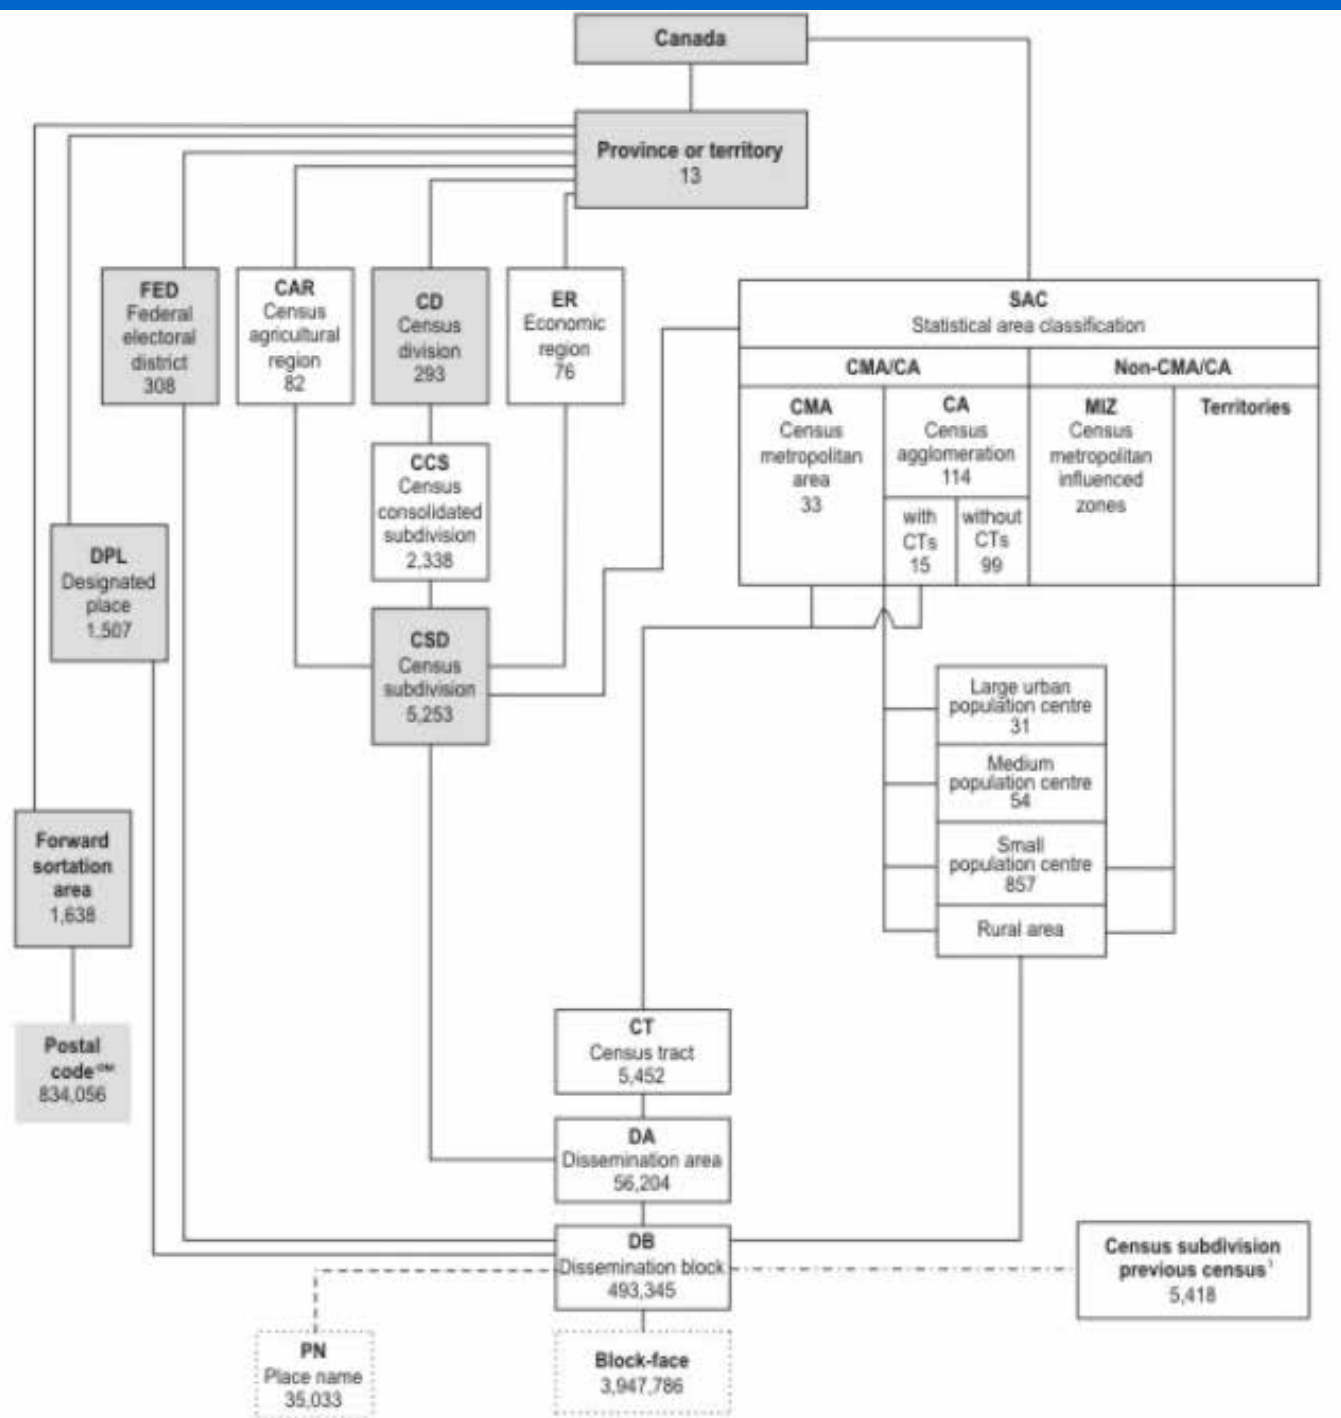 Canada
Province or territory
13
FED
Federal
electoral
district
308
CAR
Census
agricultural
region
82
CD
Census
division
293
ER
Economic
region
76
SAC
Statistical area classification
CMA/CA
Non-CMA/CA
CMA
Census
metropolitan
area
33
CA
Census
agglomeration
114
with
CTs
15
without
CTs
99
MIZ
Census
metropolitan
influenced
zones
Territories
CCS
Census
consolidated
subdivision
2,338
DPL
Designated
place
1,507
CSD
Census
subdivision
5,253
Large urban
population centre
31
Medium
population centre
54
Small
population centre
857
Rural area
Forward
sortation
area
1,638
Postal
code
834,056
CT
Census tract
5,452
DA
Dissemination area
56,204
DB
Dissemination block
493,345
Census subdivision
previous census¹
5,418
PN
Place name
35,033
Block-face
3,947,786